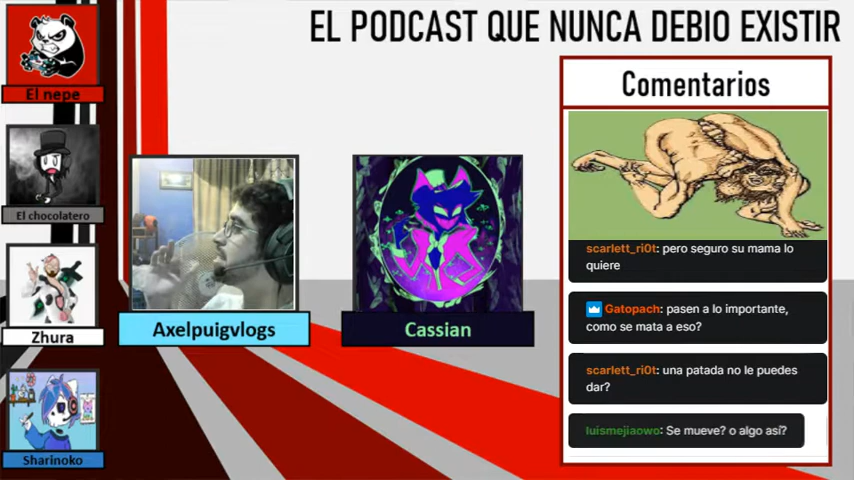 EL PODCAST QUE NUNCA DEBIO EXISTIR
El nepe
El chocolatero
Zhura
Sharinoko
Axelpuigvlogs
Cassian
Comentarios
scarlett_ri0t: pero seguro su mama lo
quiere
Gatopach: pasen a lo importante,
como se mata a eso?
scarlett_ri0t: una patada no le puedes
dar?
luismejiaowo: Se mueve? o algo así?